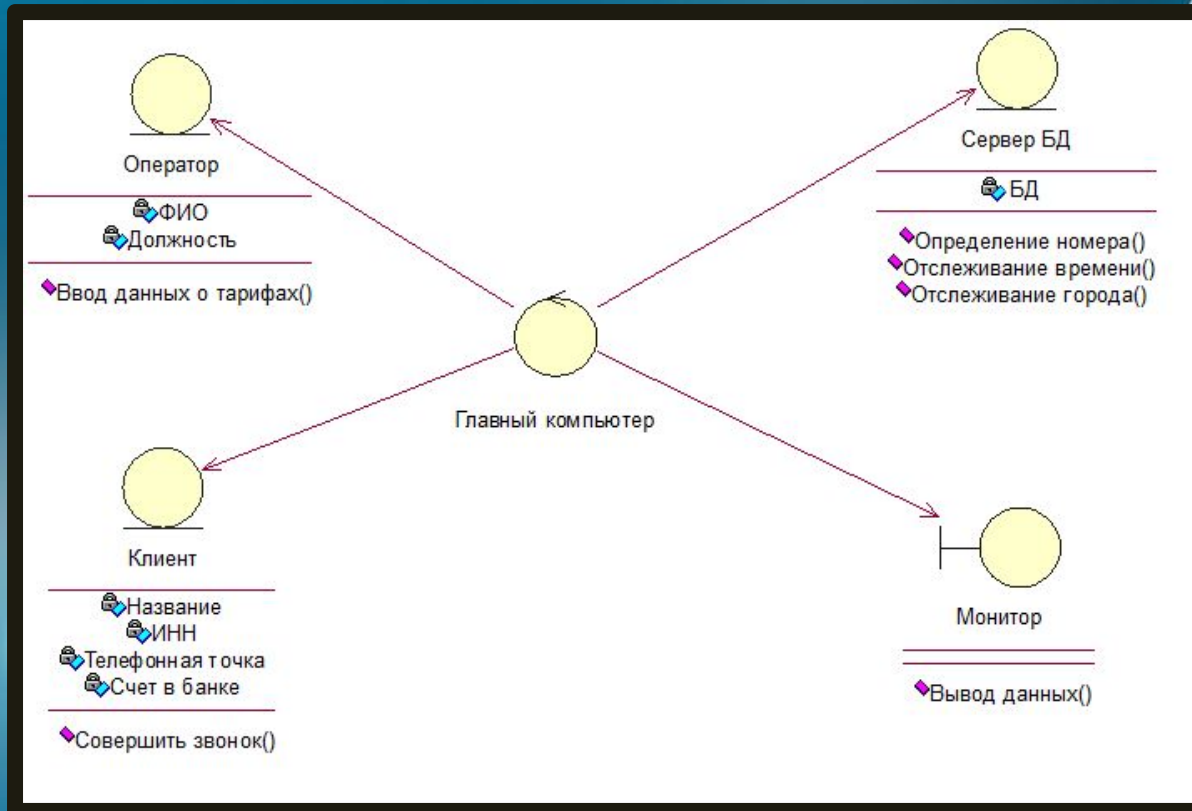 Оператор
ФИО
Должность
Ввод данных о тарифах()
Сервер БД
БД
Определение номера()
Отслеживание времени()
Отслеживание города()
Главный компьютер
Клиент
Название
ИНН
Телефонная точка
Счет в банке
Совершить звонок()
Монитор
Вывод данных()